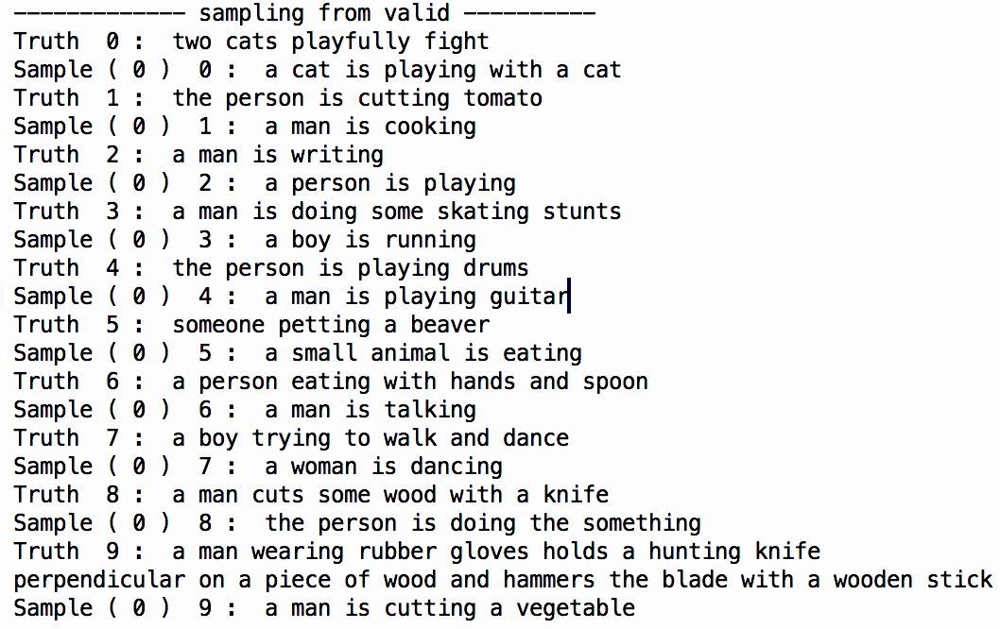 ------------- sampling from valid ----------
Truth  0 :  two cats playfully fight
Sample ( 0 )  0 :  a cat is playing with a cat
Truth  1 :  the person is cutting tomato
Sample ( 0 )  1 :  a man is cooking
Truth  2 :  a man is writing
Sample ( 0 )  2 :  a person is playing
Truth  3 :  a man is doing some skating stunts
Sample ( 0 )  3 :  a boy is running
Truth  4 :  the person is playing drums
Sample ( 0 )  4 :  a man is playing guitar
Truth  5 :  someone petting a beaver
Sample ( 0 )  5 :  a small animal is eating
Truth  6 :  a person eating with hands and spoon
Sample ( 0 )  6 :  a man is talking
Truth  7 :  a boy trying to walk and dance
Sample ( 0 )  7 :  a woman is dancing
Truth  8 :  a man cuts some wood with a knife
Sample ( 0 )  8 :  the person is doing the something
Truth  9 :  a man wearing rubber gloves holds a hunting knife
perpendicular on a piece of wood and hammers the blade with a wooden stick
Sample ( 0 )  9 :  a man is cutting a vegetable